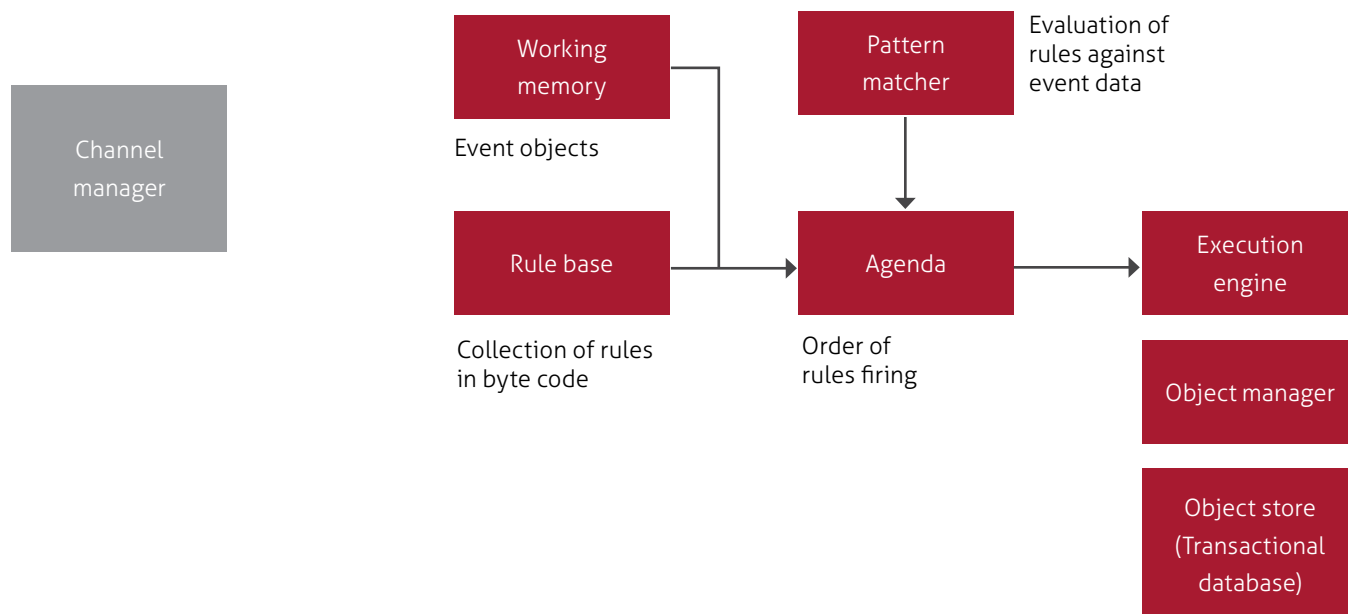 Channel
manager
Working
memory
Event objects
Pattern
matcher
Evaluation of
rules against
event data
Rule base
Collection of rules
in byte code
Agenda
Order of
rules firing
Execution
engine
Object manager
Object store
(Transactional
database)